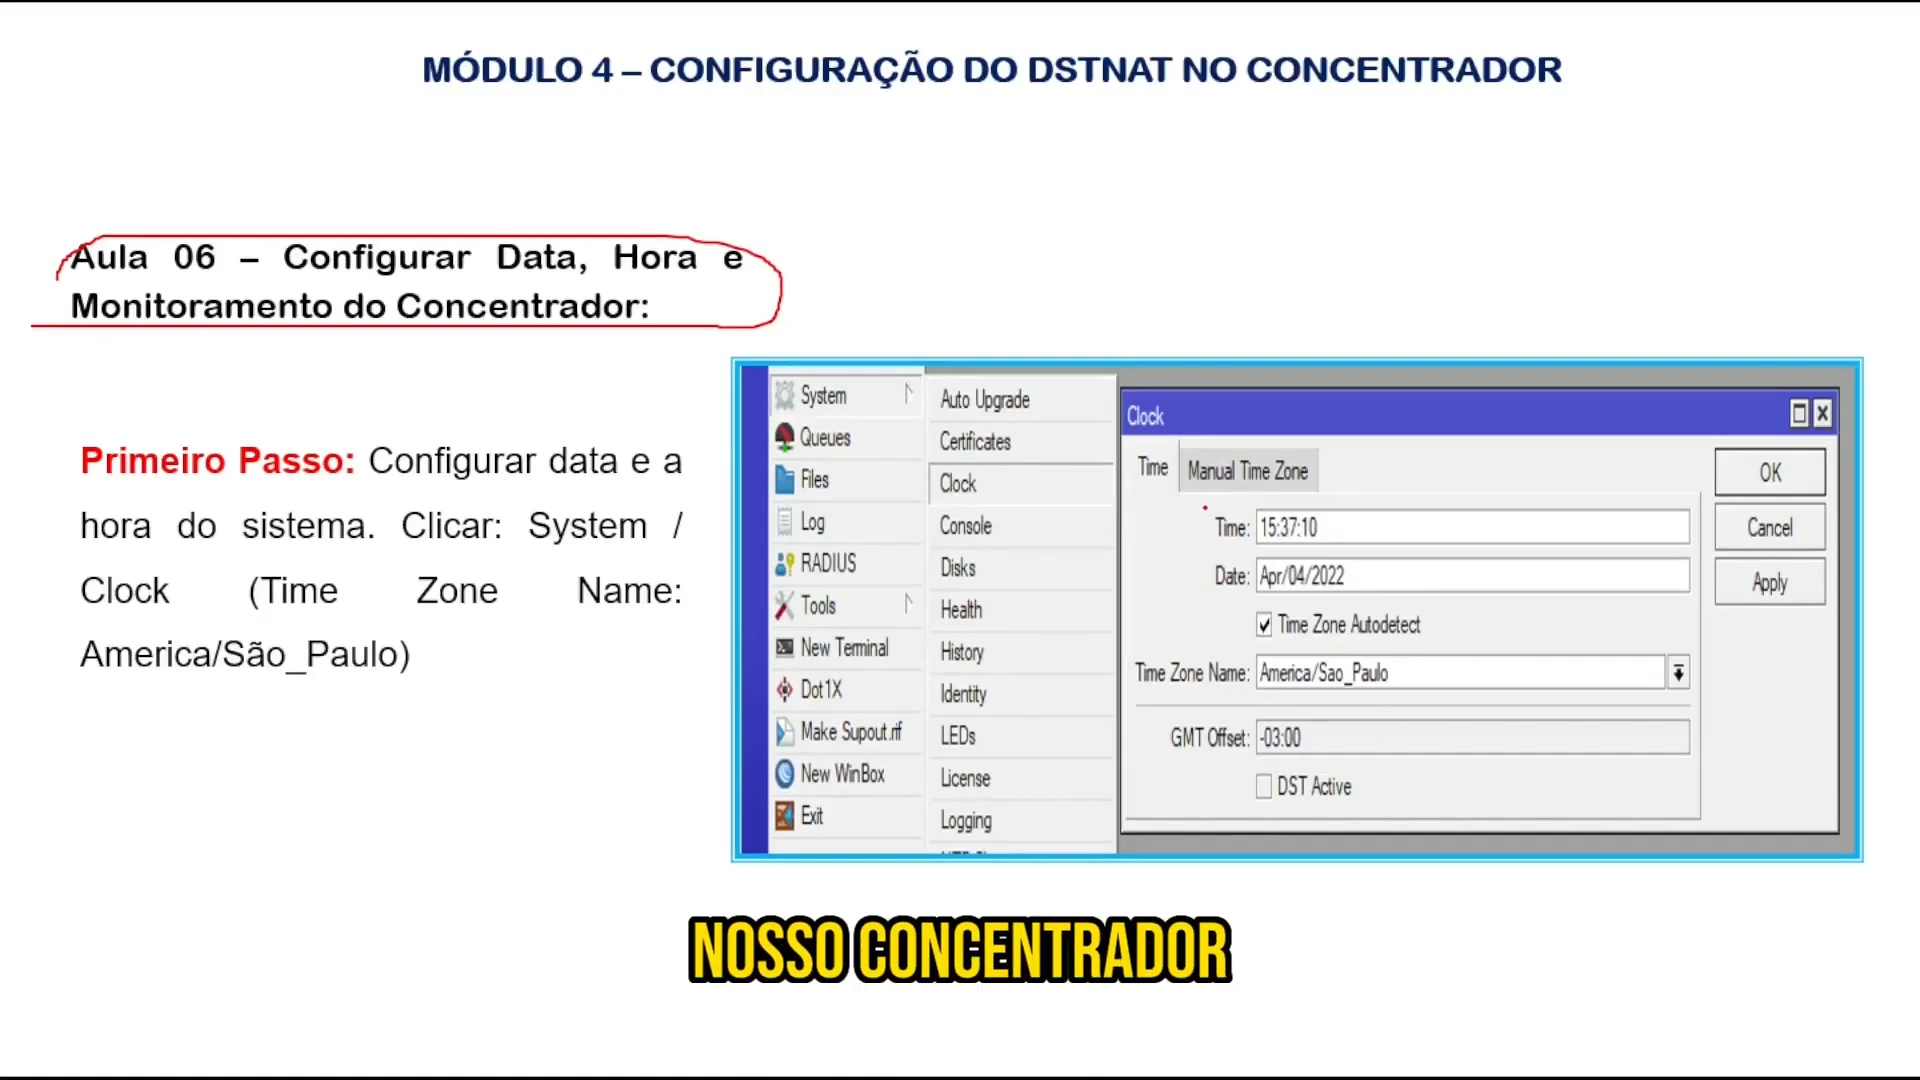 MÓDULO 4 – CONFIGURAÇÃO DO DSTNAT NO CONCENTRADOR
Aula 06 – Configurar Data, Hora e
Monitoramento do Concentrador:
Primeiro Passo: Configurar data e a
hora do sistema. Clicar: System /
Clock (Time Zone Name:
America/São_Paulo)
System
Queues
Files
Log
RADIUS
Tools
New Terminal
Dot1X
Make Supout.rif
New WinBox
Exit
Auto Upgrade
Certificates
Clock
Console
Disks
Health
History
Identity
LEDs
License
Logging
Clock
Time
Manual Time Zone
Time: 15:37:10
Date: Apr/04/2022
Time Zone Autodetect
Time Zone Name: America/Sao_Paulo
GMT Offset: -03:00
DST Active
OK
Cancel
Apply
NOSSO CONCENTRADOR